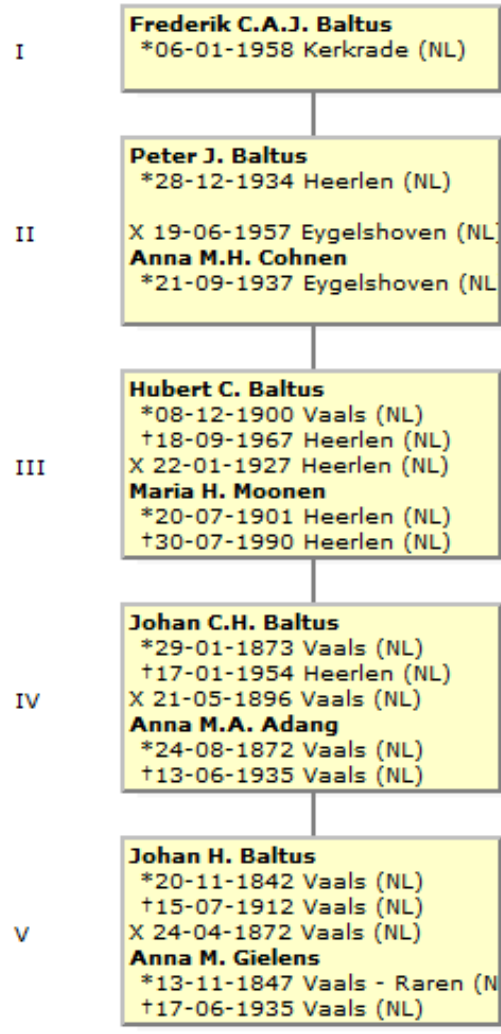 I
Frederik C.A.J. Baltus
*06-01-1958 Kerkrade (NL)
II
Peter J. Baltus
*28-12-1934 Heerlen (NL)
X 19-06-1957 Eygelshoven (NL)
Anna M.H. Cohnen
*21-09-1937 Eygelshoven (NL
III
Hubert C. Baltus
*08-12-1900 Vaals (NL)
†18-09-1967 Heerlen (NL)
X 22-01-1927 Heerlen (NL)
Maria H. Moonen
*20-07-1901 Heerlen (NL)
†30-07-1990 Heerlen (NL)
IV
Johan C.H. Baltus
*29-01-1873 Vaals (NL)
†17-01-1954 Heerlen (NL)
X 21-05-1896 Vaals (NL)
Anna M.A. Adang
*24-08-1872 Vaals (NL)
†13-06-1935 Vaals (NL)
V
Johan H. Baltus
*20-11-1842 Vaals (NL)
†15-07-1912 Vaals (NL)
X 24-04-1872 Vaals (NL)
Anna M. Gielens
*13-11-1847 Vaals - Raren (N
†17-06-1935 Vaals (NL)